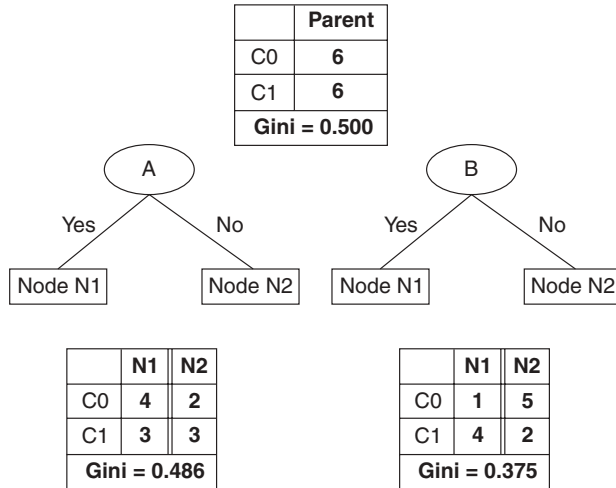 Parent
C0 6
C1 6
Gini = 0.500
A
B
Yes No
Yes No
Node N1 Node N2
Node N1 Node N2
N1 N2
C0 4 2
C1 3 3
Gini = 0.486
N1 N2
C0 1 5
C1 4 2
Gini = 0.375